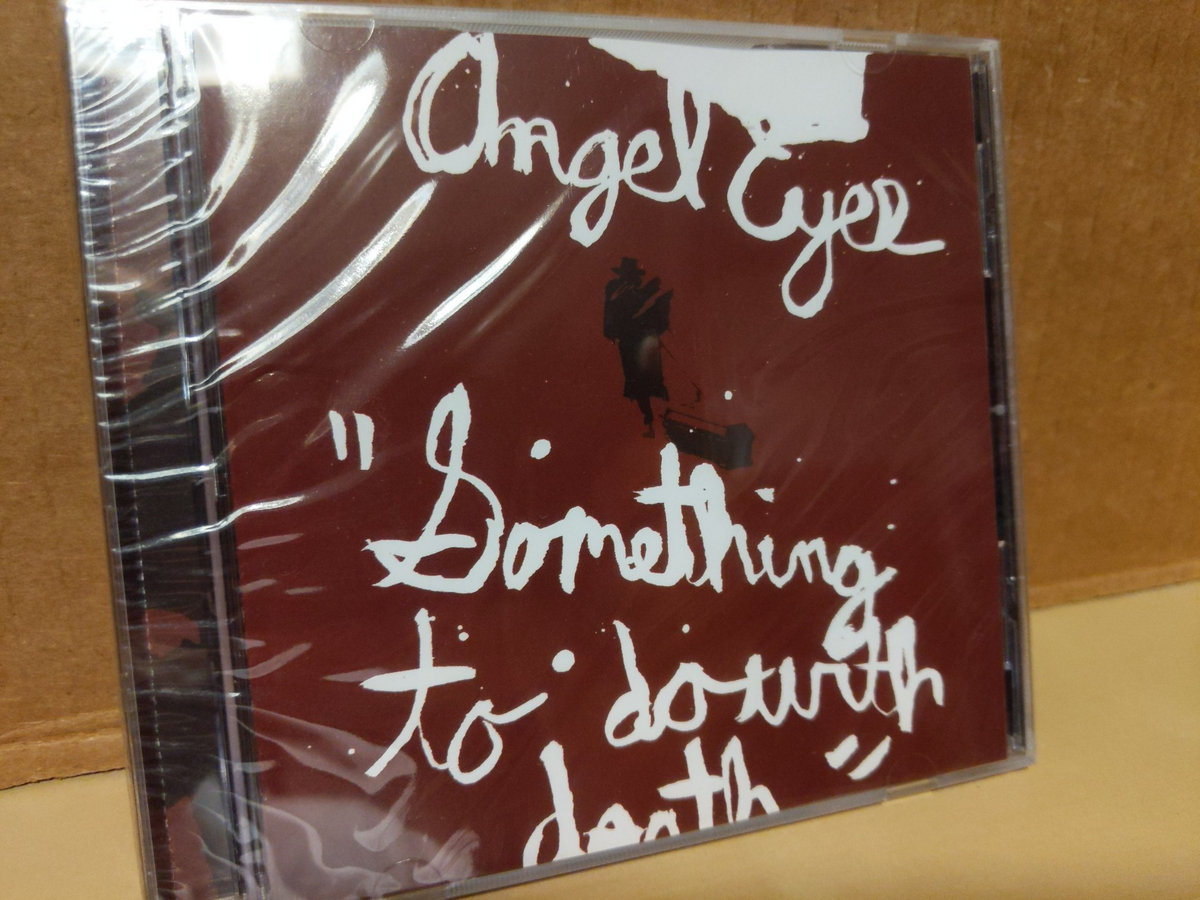 Angel Eyes
"Something
to do with
death"